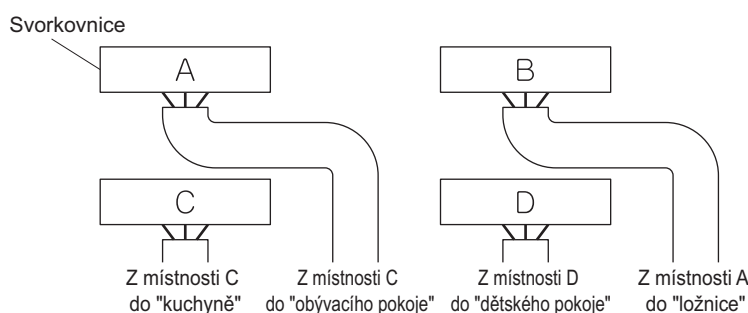 Svorkovnice
A
B
C
D
Z místnosti C
do "kuchyně"
Z místnosti C
do "obývacího pokoje"
Z místnosti D
do "dětského pokoje"
Z místnosti A
do "ložnice"